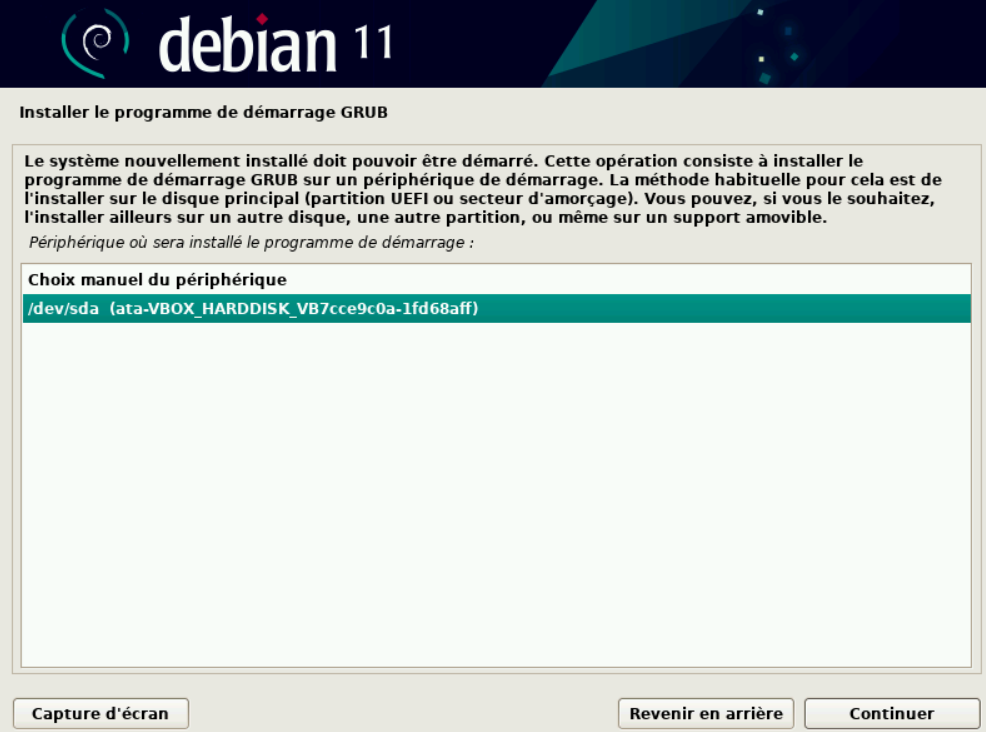 debian 11
Installer le programme de démarrage GRUB
Le système nouvellement installé doit pouvoir être démarré. Cette opération consiste à installer le
programme de démarrage GRUB sur un périphérique de démarrage. La méthode habituelle pour cela est de
l'installer sur le disque principal (partition UEFI ou secteur d'amorçage). Vous pouvez, si vous le souhaitez,
l'installer ailleurs sur un autre disque, une autre partition, ou même sur un support amovible.
Périphérique où sera installé le programme de démarrage :
Choix manuel du périphérique
/dev/sda (ata-VBOX_HARDDISK_VB7cce9c0a-1fd68aff)
Capture d'écran Revenir en arrière Continuer